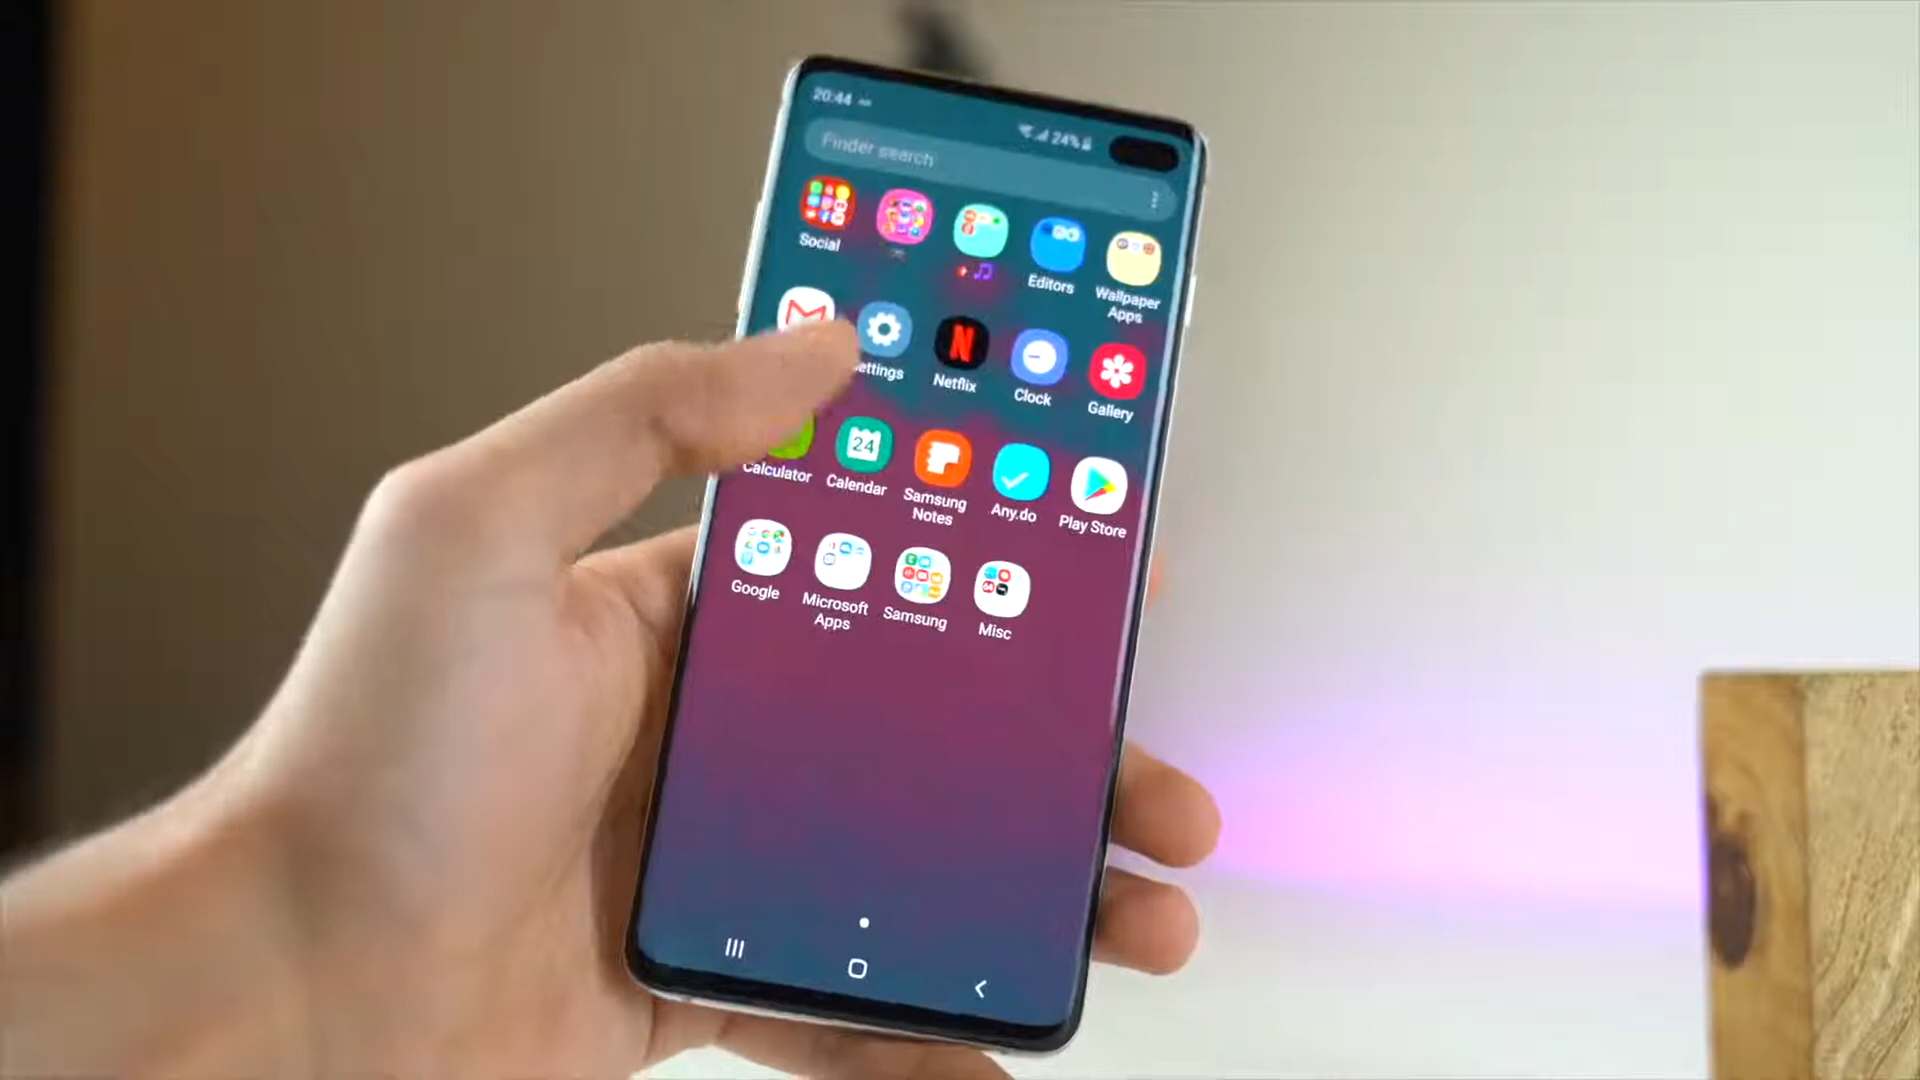 20:44
24%
Finder search
Social
Editors
Wallpaper
Apps
ettings
Netflix
Clock
Gallery
Calculator
24
Calendar
Samsung
Notes
Any.do
Play Store
Google
Microsoft
Apps
Samsung
Misc